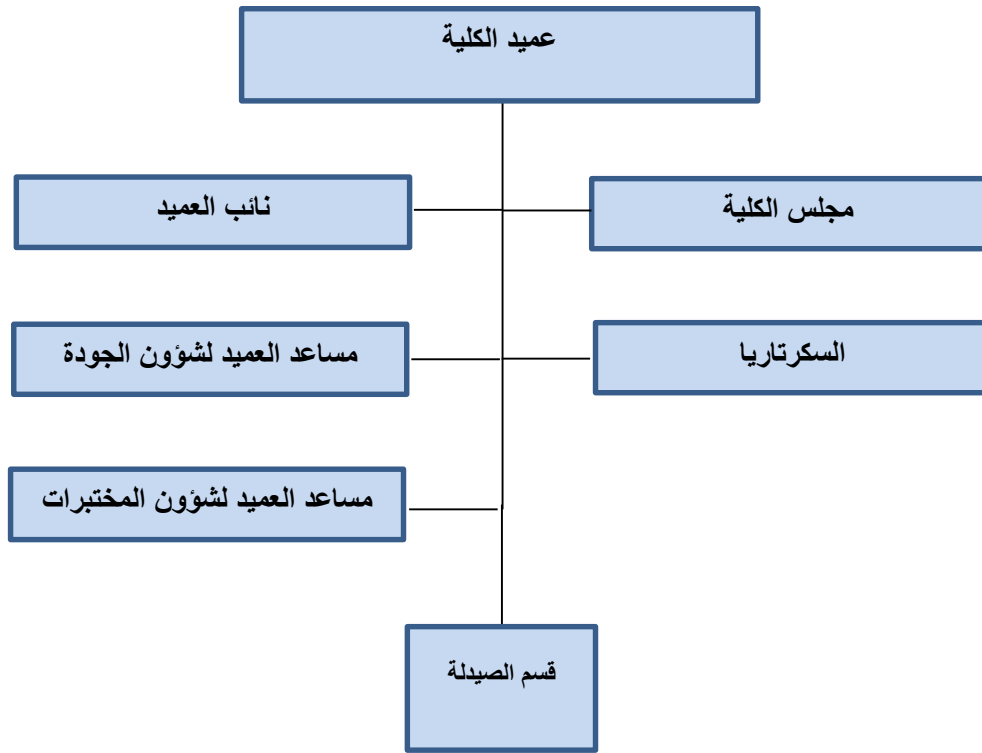 عميد الكلية
مجلس الكلية
نائب العميد
السكرتاريا
مساعد العميد لشؤون الجودة
مساعد العميد لشؤون المختبرات
قسم الصيدلة